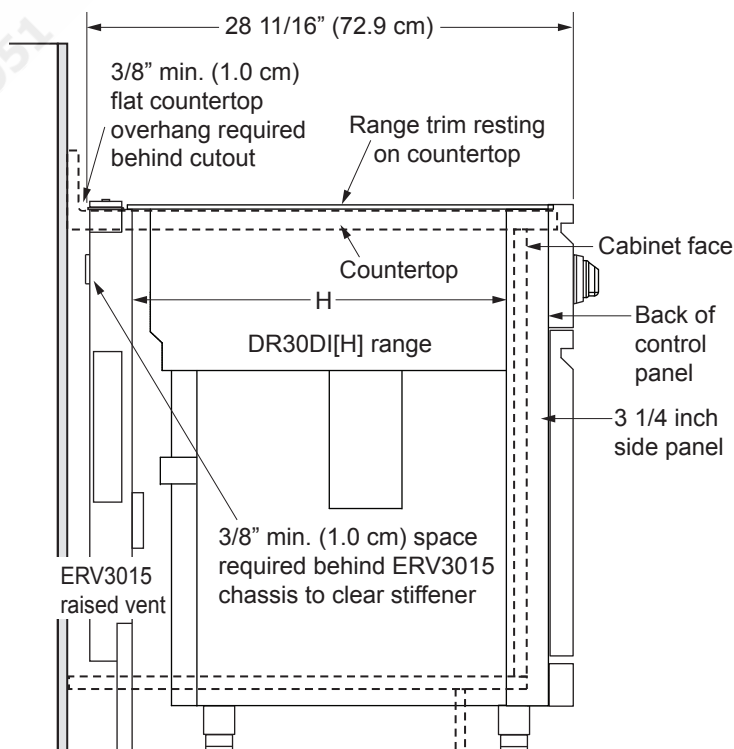 28 11/16” (72.9 cm)
3/8” min. (1.0 cm)
flat countertop
overhang required
behind cutout
Range trim resting
on countertop
Cabinet face
Countertop
H
DR30DI[H] range
Back of
control
panel
3 1/4 inch
side panel
3/8” min. (1.0 cm) space
required behind ERV3015
chassis to clear stiffener
ERV3015
raised vent